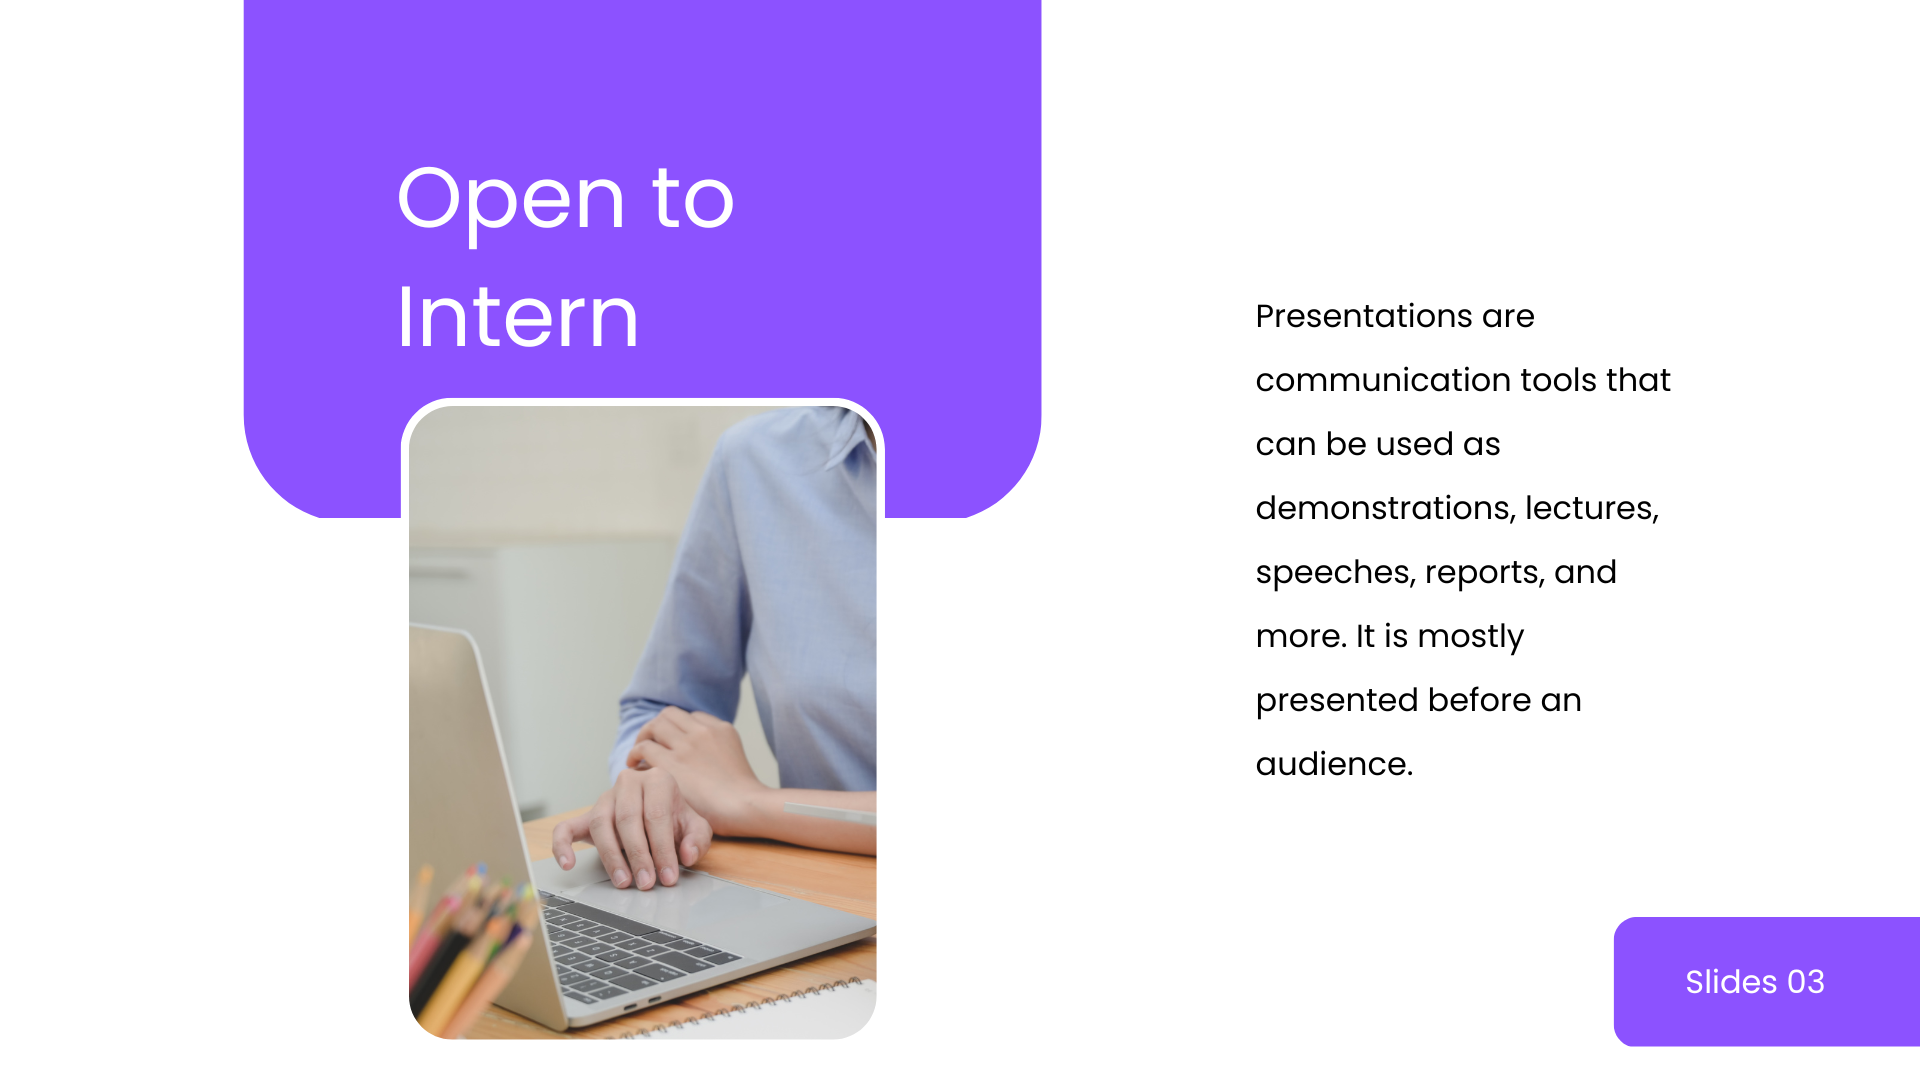 Open to
Intern
Presentations are
communication tools that
can be used as
demonstrations, lectures,
speeches, reports, and
more. It is mostly
presented before an
audience.
Slides 03